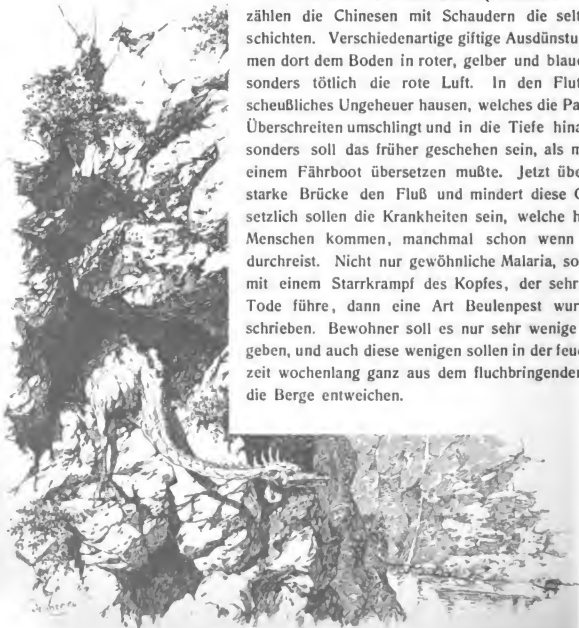 zählen die Chinesen mit Schaudern die selt
schichten. Verschiedenartige giftige Ausdünstu
men dort dem Boden in roter, gelber und blaue
sonders tötlich die rote Luft. In den Flut
scheußliches Ungeheuer hausen, welches die Pa
Überschreiten umschlingt und in die Tiefe hina
sonders soll das früher geschehen sein, als m
einem Fährboot übersetzen mußte. Jetzt übe
starke Brücke den Fluß und mindert diese G
setzlich sollen die Krankheiten sein, welche h
Menschen kommen, manchmal schon wenn
durchreist. Nicht nur gewöhnliche Malaria, so
mit einem Starrkrampf des Kopfes, der sehr
Tode führe, dann eine Art Beulenpest wur
schrieben. Bewohner soll es nur sehr wenige
geben, und auch diese wenigen sollen in der feuc
zeit wochenlang ganz aus dem fluchbringender
die Berge entweichen.